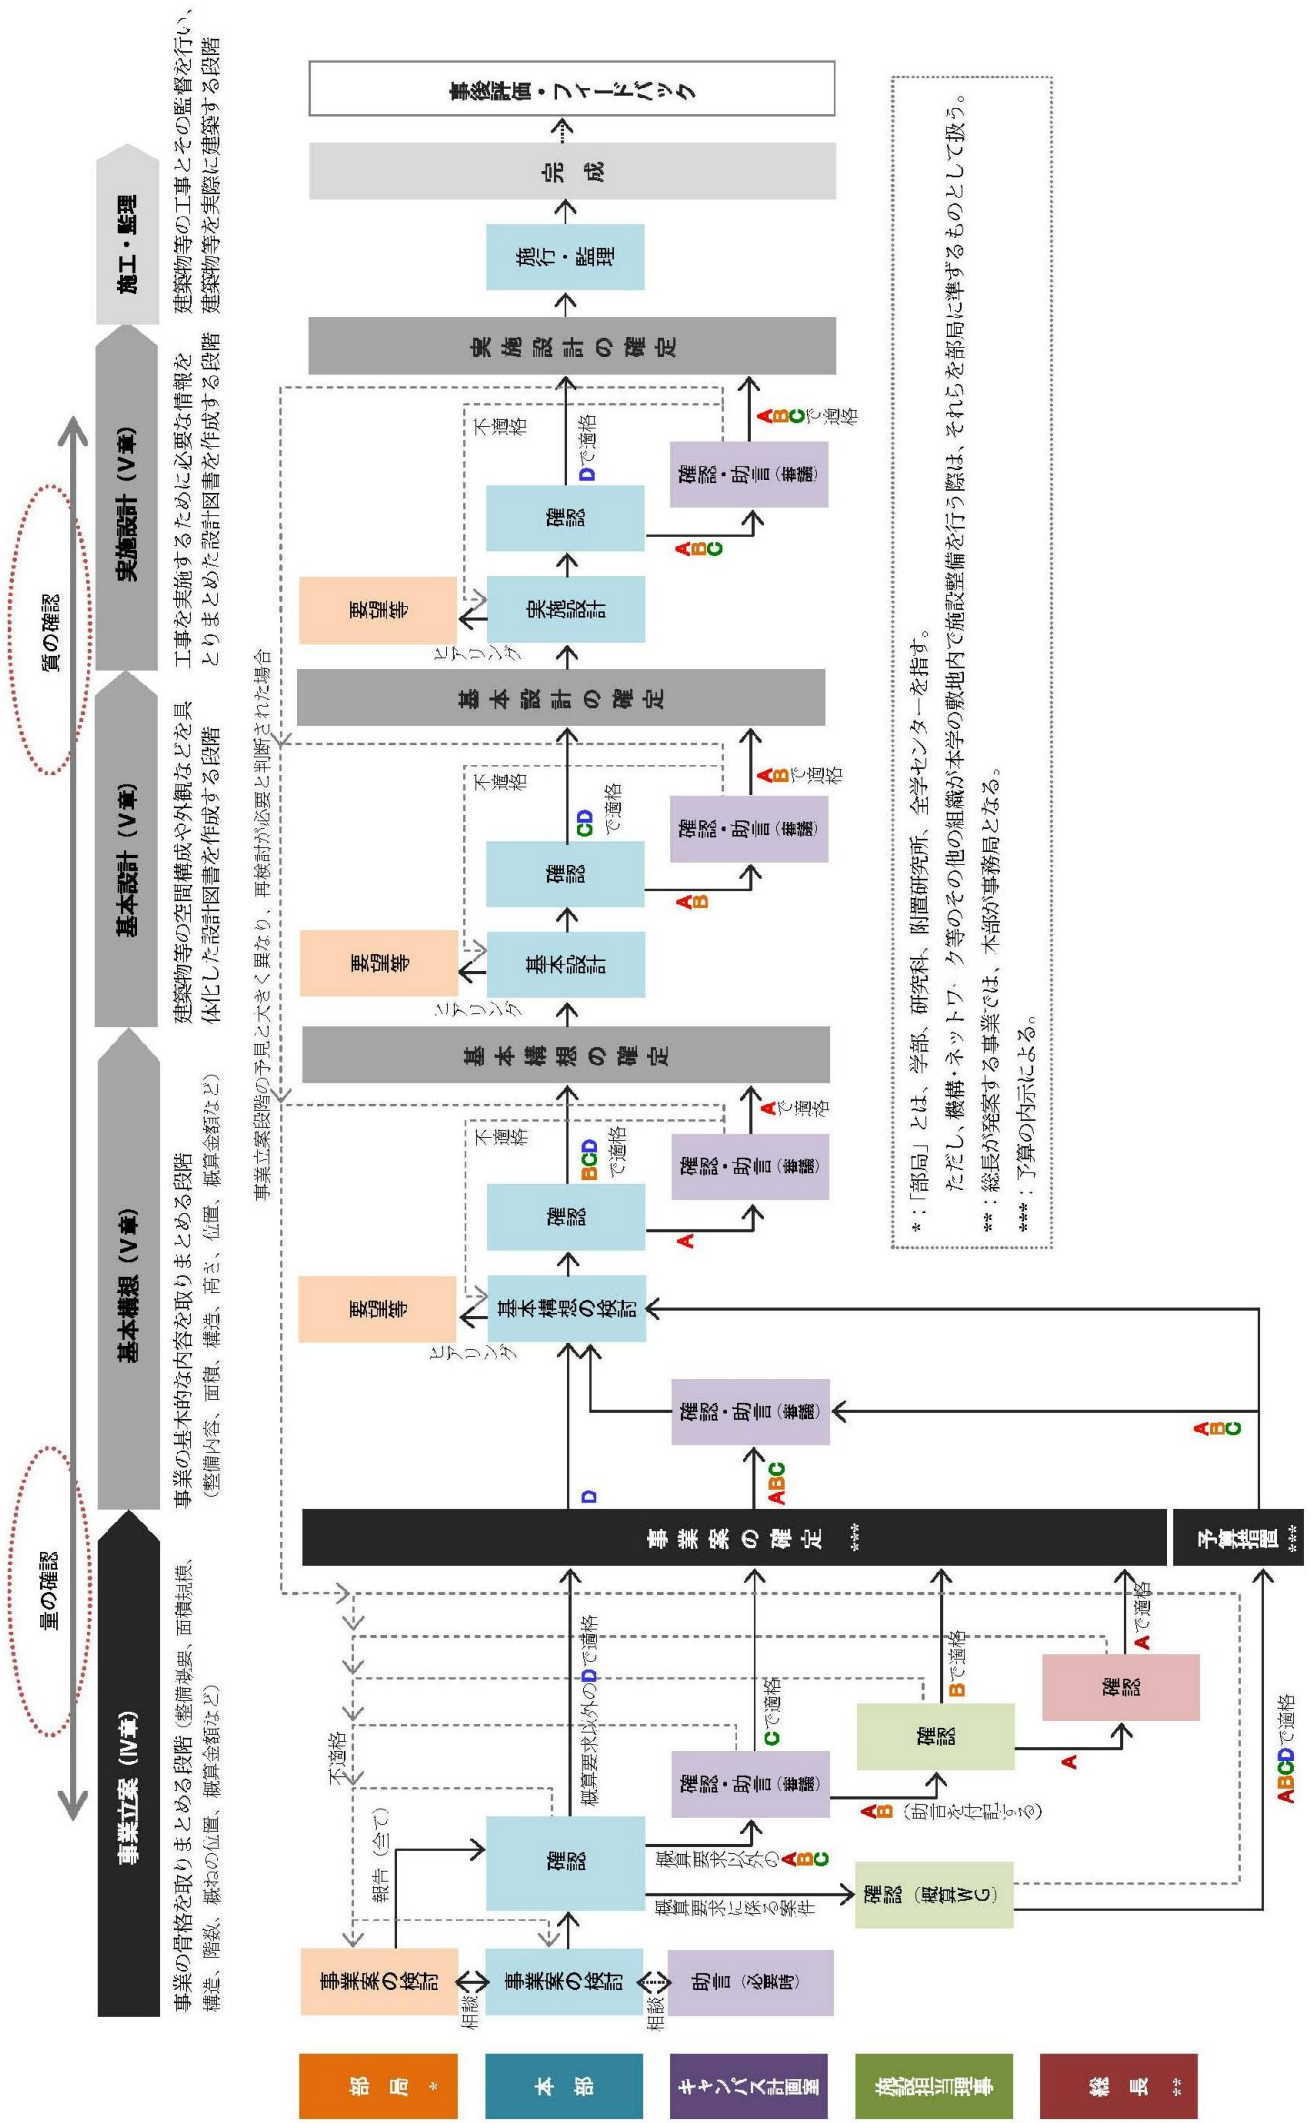 量の確認
質の確認
事業立案（Ⅳ章）
基本構想（Ⅴ章）
基本設計（Ⅴ章）
実施設計（Ⅴ章）
施工・監理
事業の骨格を取りまとめる段階（整備概要、面積規模、
構造、階数、概ねの位置、概算金額など）
事業の基本的な内容を取りまとめる段階
（整備内容、面積、構造、高さ、位置、概算金額など）
建築物等の空間構成や外観などを具
体化した設計図書を作成する段階
工事を実施するために必要な情報を
とりまとめた設計図書を作成する段階
建築物等の工事とその監督を行い、
建築物等を実際に建築する段階
事業立案段階の予見と大きく異なり、再検討が必要と判断された場合
部局 *
本部
キャンパス計画室
施設担当理事
総長 **
事業案の検討
相談
事業案の検討
相談
助言（必要時）
報告（全て）
不適格
確認
概算要求以外のDで適格
概算要求以外のABC
概算要求に係る案件
確認・助言（審議）
Cで適格
AB（助言を付記する）
確認（概算WG）
確認
Bで適格
A
確認
Aで適格
ABCDで適格
事業案の確定 ***
予算措置 ***
D
ABC
ABC
確認・助言（審議）
要望等
ヒアリング
基本構想の検討
確認
不適格
BCD
で適格
A
確認・助言（審議）
Aで適格
基本構想の確定
要望等
ヒアリング
基本設計
確認
不適格
CD
で適格
AB
確認・助言（審議）
ABで適格
基本設計の確定
要望等
ヒアリング
実施設計
確認
不適格
Dで適格
ABC
確認・助言（審議）
ABCで適格
実施設計の確定
施行・監理
完成
事後評価・フィードバック
*：「部局」とは、学部、研究科、附置研究所、全学センターを指す。
ただし、機構・ネットワーク等のその他の組織が本学の敷地内で施設整備を行う際は、それらを部局に準ずるものとして扱う。
**：総長が発案する事業では、本部が事務局となる。
***：予算の内示による。